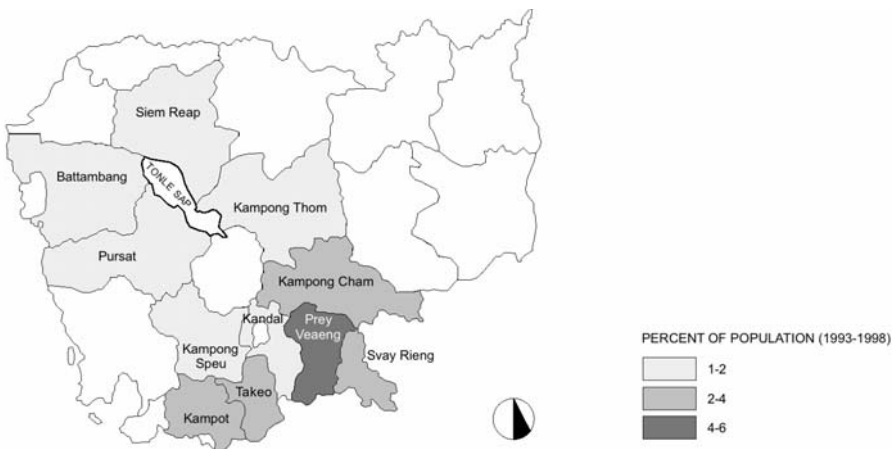 Siem Reap
Battambang
TONLE SAP
Kampong Thom
Pursat
Kampong Cham
Kandal
Prey
Veaeng
Svay Rieng
Kampong
Speu
Takeo
Kampot
PERCENT OF POPULATION (1993-1998)
1-2
2-4
4-6